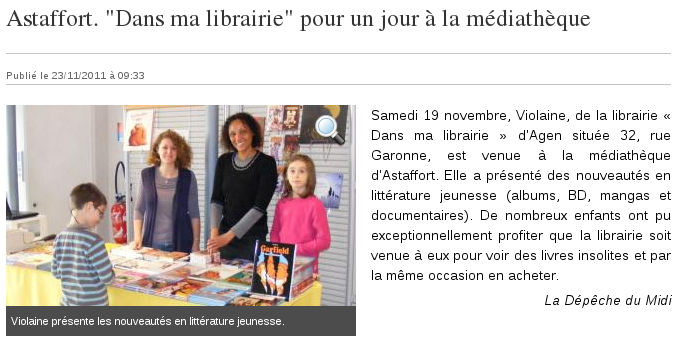 Astaffort. "Dans ma librairie" pour un jour à la médiathèque
Publié le 23/11/2011 à 09:33
Garfield
Violaine présente les nouveautés en littérature jeunesse.
Samedi 19 novembre, Violaine, de la librairie «
Dans ma librairie » d'Agen située 32, rue
Garonne, est venue à la médiathèque
d'Astaffort. Elle a présenté des nouveautés en
littérature jeunesse (albums, BD, mangas et
documentaires). De nombreux enfants ont pu
exceptionnellement profiter que la librairie soit
venue à eux pour voir des livres insolites et par
la même occasion en acheter.
La Dépêche du Midi